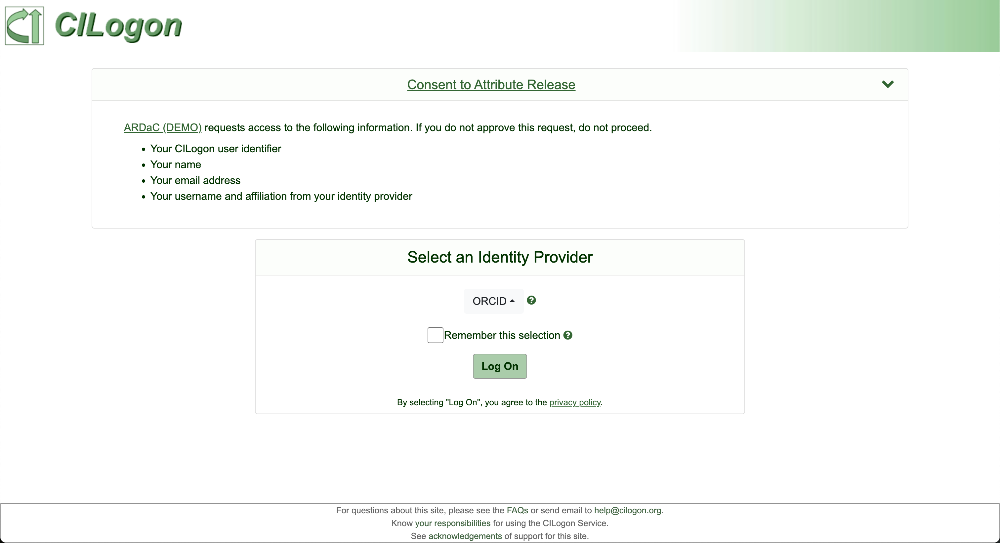 CILogon
Consent to Attribute Release
ARDaC (DEMO) requests access to the following information. If you do not approve this request, do not proceed.
• Your CILogon user identifier
• Your name
• Your email address
• Your username and affiliation from your identity provider
Select an Identity Provider
ORCID
Remember this selection
Log On
By selecting "Log On", you agree to the privacy policy.
For questions about this site, please see the FAQs or send email to help@cilogon.org.
Know your responsibilities for using the CILogon Service.
See acknowledgements of support for this site.